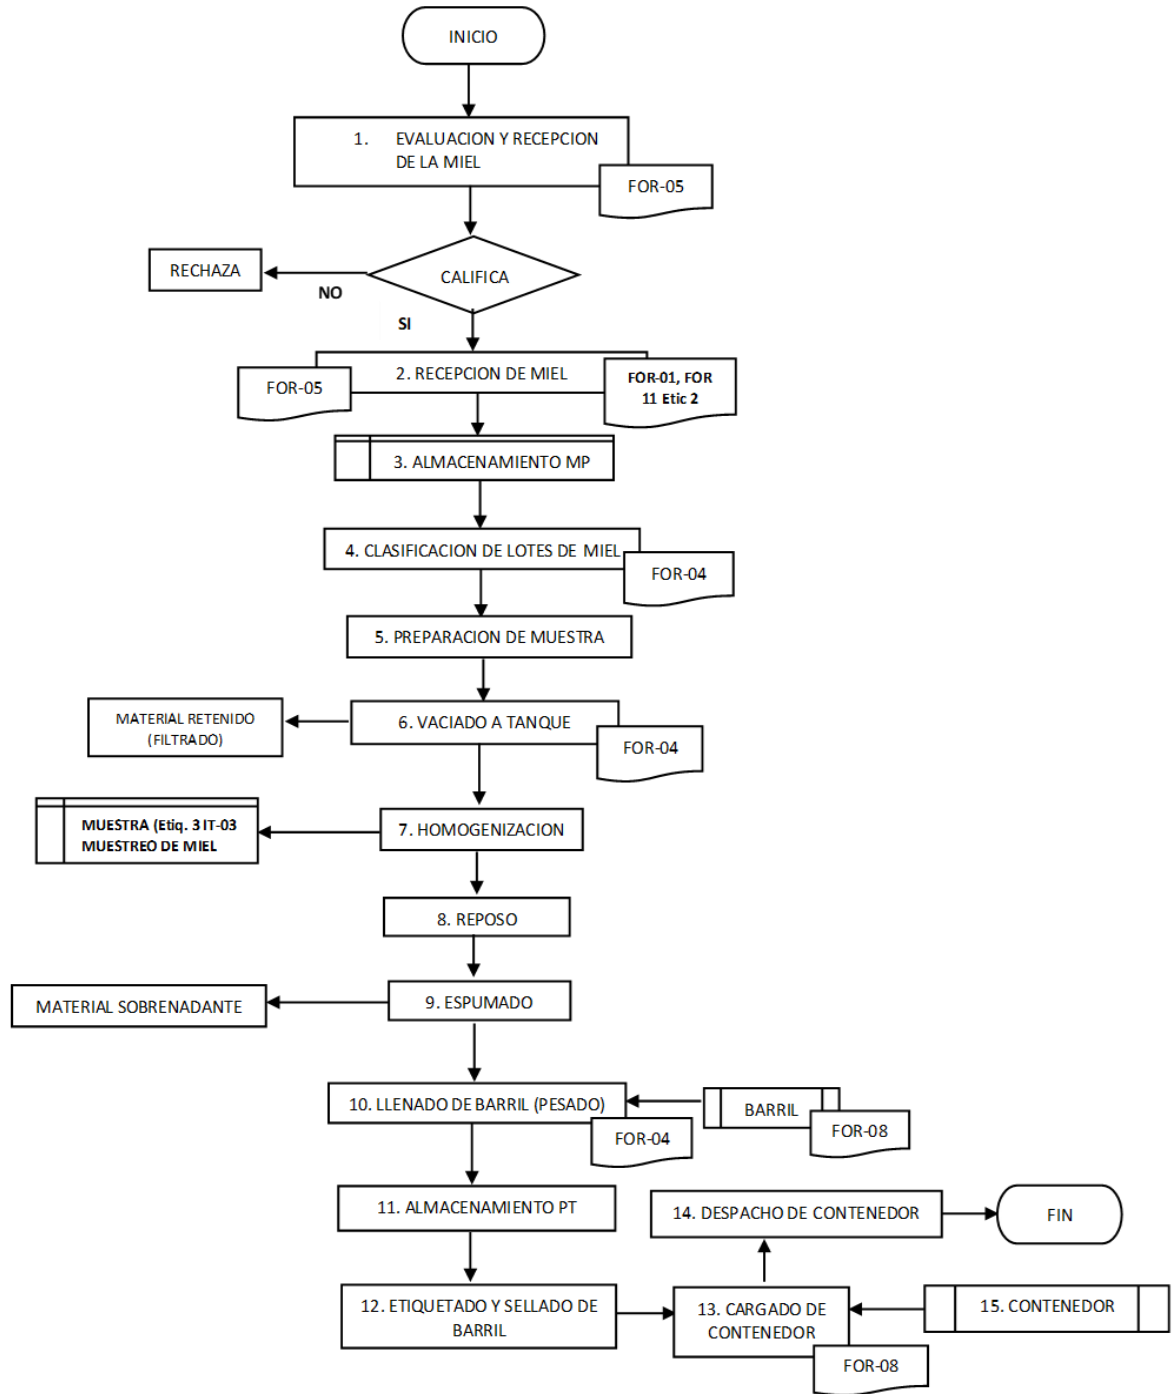 INICIO
1. EVALUACION Y RECEPCION
DE LA MIEL
FOR-05
CALIFICA
RECHAZA
NO
SI
2. RECEPCION DE MIEL
FOR-05
FOR-01, FOR
11 Etic 2
3. ALMACENAMIENTO MP
4. CLASIFICACION DE LOTES DE MIEL
FOR-04
5. PREPARACION DE MUESTRA
6. VACIADO A TANQUE
MATERIAL RETENIDO
(FILTRADO)
FOR-04
7. HOMOGENIZACION
MUESTRA (Etiq. 3 IT-03
MUESTREO DE MIEL
8. REPOSO
9. ESPUMADO
MATERIAL SOBRENADANTE
10. LLENADO DE BARRIL (PESADO)
FOR-04
BARRIL
FOR-08
11. ALMACENAMIENTO PT
14. DESPACHO DE CONTENEDOR
FIN
12. ETIQUETADO Y SELLADO DE
BARRIL
13. CARGADO DE
CONTENEDOR
FOR-08
15. CONTENEDOR